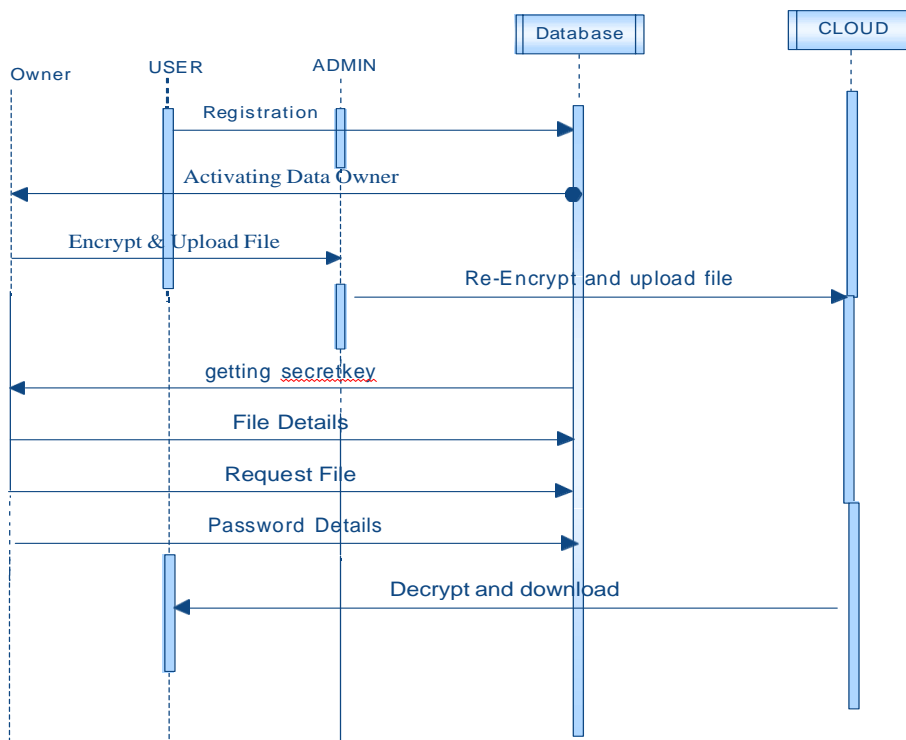 Database
CLOUD
Owner
USER
ADMIN
Registration
Activating Data Owner
Encrypt & Upload File
Re-Encrypt and upload file
getting secretkey
File Details
Request File
Password Details
Decrypt and download